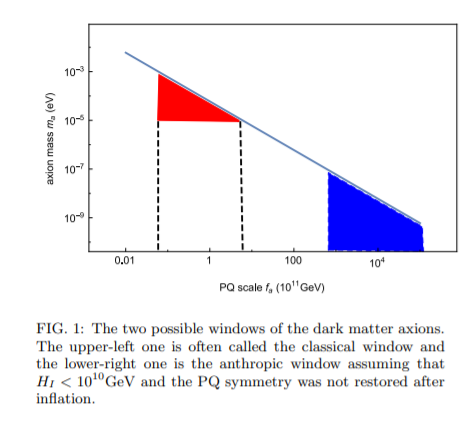 10⁻³
10⁻⁵
10⁻⁷
10⁻⁹
axion mass mₐ (eV)
0.01 1 100 10⁴
PQ scale fₐ (10¹¹GeV)
FIG. 1: The two possible windows of the dark matter axions.
The upper-left one is often called the classical window and
the lower-right one is the anthropic window assuming that
H_I < 10¹⁰GeV and the PQ symmetry was not restored after
inflation.